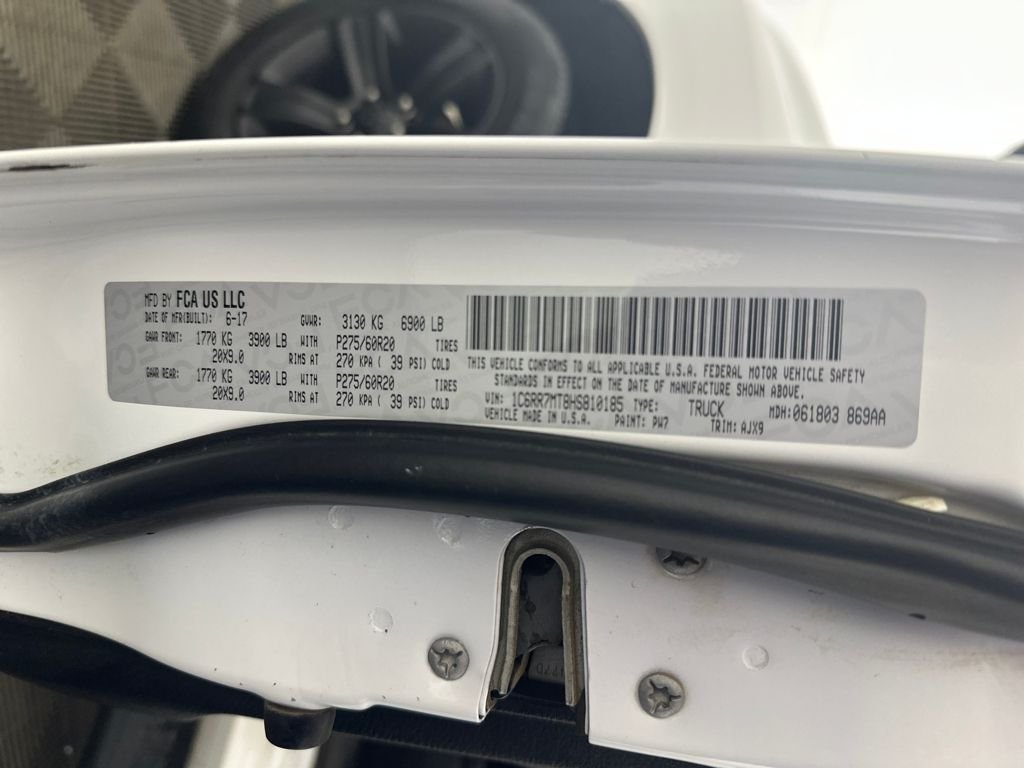 MFD BY FCA US LLC
DATE OF MFR(BUILT): 6-17 GVWR: 3130 KG 6900 LB
GAWR FRONT: 1770 KG 3900 LB WITH P275/60R20 TIRES
20X9.0 RIMS AT 270 KPA ( 39 PSI) COLD
GAWR REAR: 1770 KG 3900 LB WITH P275/60R20 TIRES
20X9.0 RIMS AT 270 KPA ( 39 PSI) COLD
THIS VEHICLE CONFORMS TO ALL APPLICABLE U.S.A. FEDERAL MOTOR VEHICLE SAFETY
STANDARDS IN EFFECT ON THE DATE OF MANUFACTURE SHOWN ABOVE.
VIN: 1C6RR7MT8HS810185 TYPE: TRUCK MDH: 061803 869AA
VEHICLE MADE IN U.S.A. PAINT: PW7 TRIM: AJX9